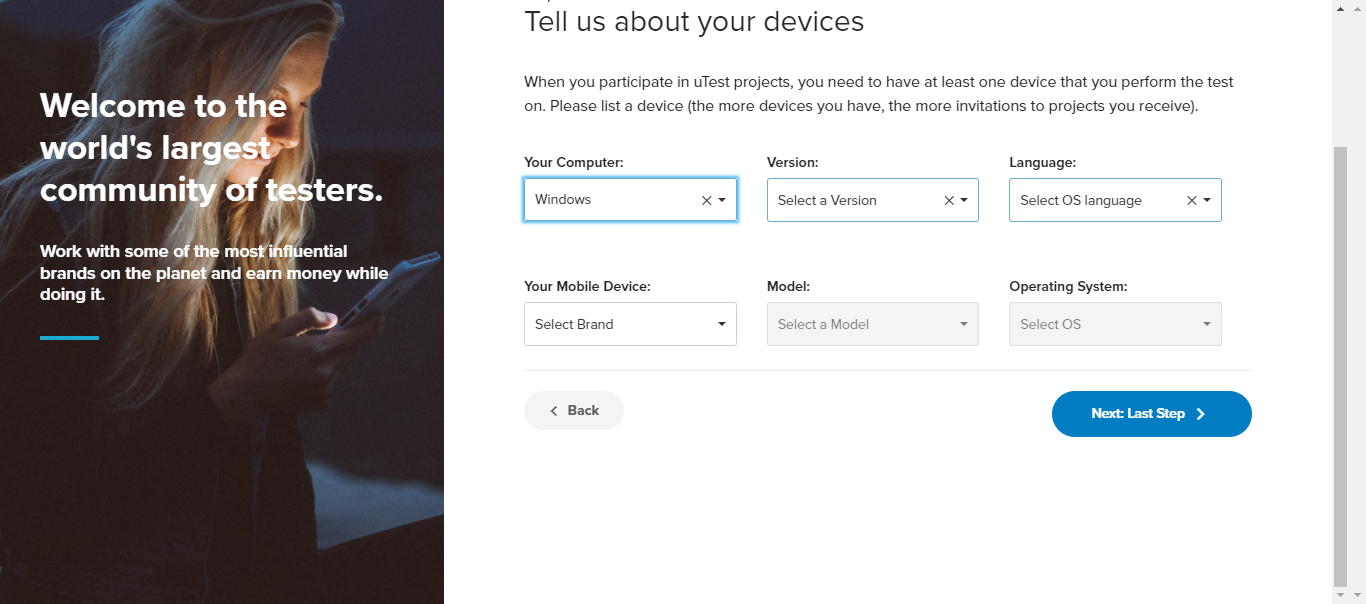 Welcome to the
world's largest
community of testers.
Work with some of the most influential
brands on the planet and earn money while
doing it.
Tell us about your devices
When you participate in uTest projects, you need to have at least one device that you perform the test
on. Please list a device (the more devices you have, the more invitations to projects you receive).
Your Computer: Version: Language:
Windows Select a Version Select OS language
Your Mobile Device: Model: Operating System:
Select Brand Select a Model Select OS
Back Next: Last Step